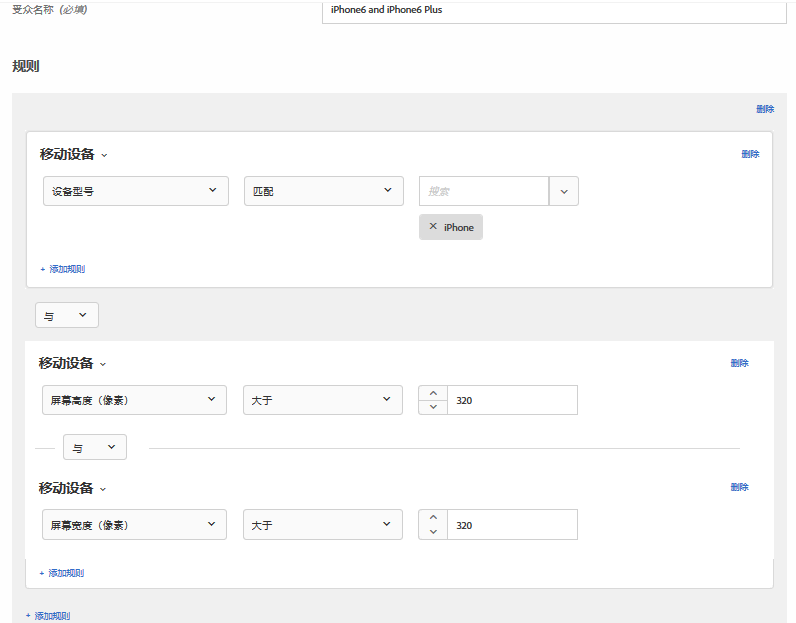 受众名称 (必填) iPhone6 and iPhone6 Plus
规则
删除
移动设备 删除
设备型号 匹配 搜索
× iPhone
+ 添加规则
与
移动设备 删除
屏幕高度（像素） 大于 320
与
移动设备 删除
屏幕宽度（像素） 大于 320
+ 添加规则
+ 添加规则